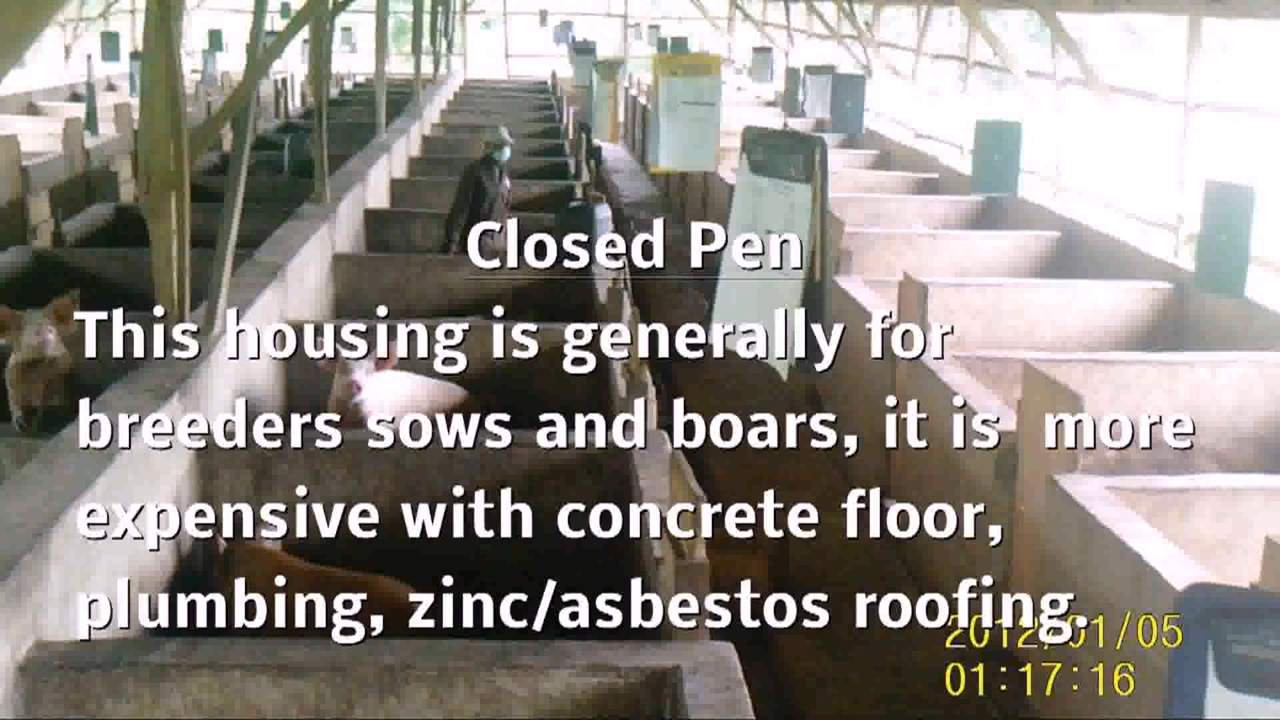 Closed Pen
This housing is generally for
breeders sows and boars, it is  more
expensive with concrete floor,
plumbing, zinc/asbestos roofing.
2012/01/05
01:17:16